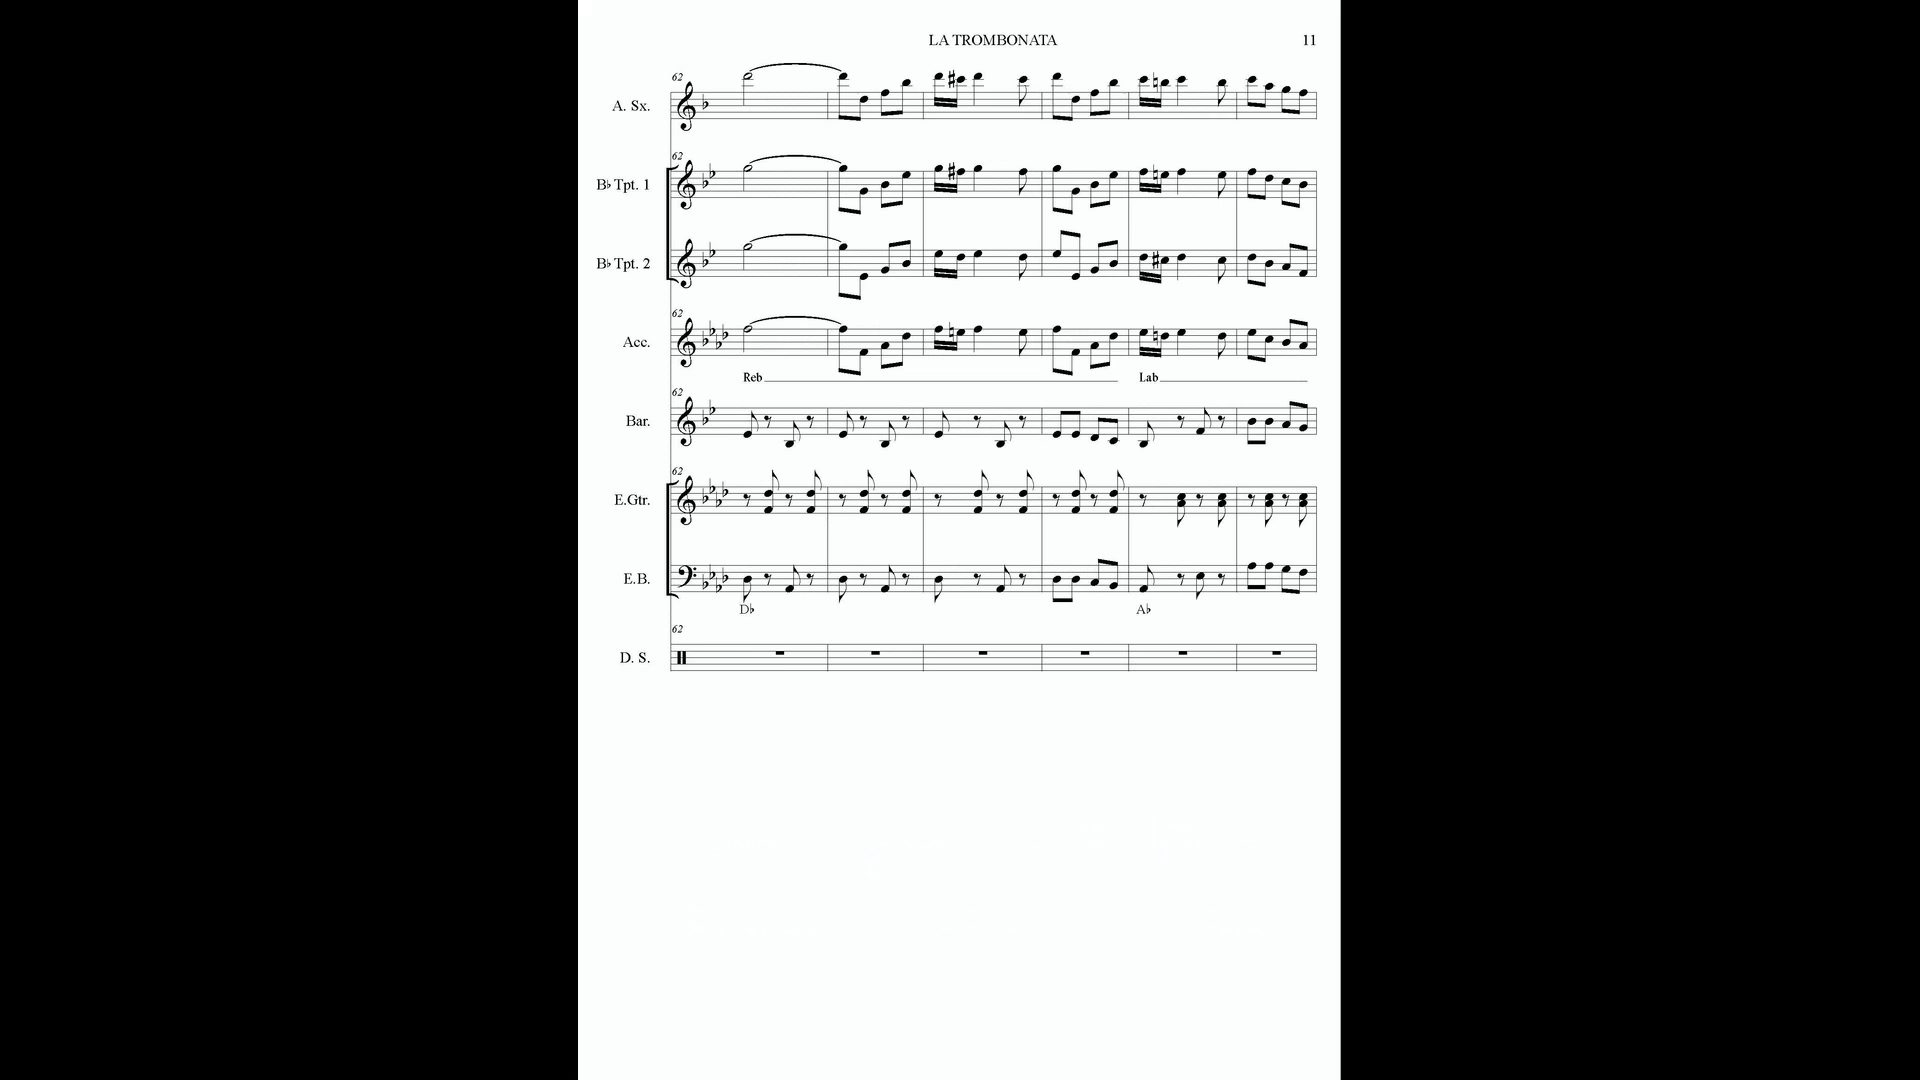 LA TROMBONATA 11
62
A. Sx.
62
B♭ Tpt. 1
B♭ Tpt. 2
62
Acc.
Reb Lab
62
Bar.
62
E.Gtr.
E.B.
D♭ A♭
62
D. S.